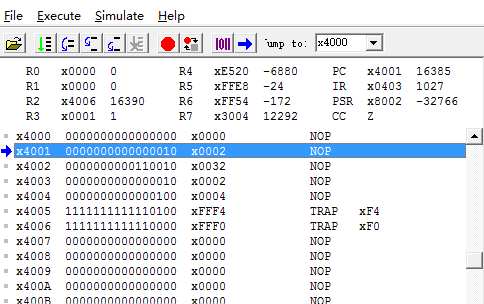 File Execute Simulate Help
Jump to: x4000
R0 x0000 0 R4 xE520 -6880 PC x4001 16385
R1 x0000 0 R5 xFFE8 -24 IR x0403 1027
R2 x4006 16390 R6 xFF54 -172 PSR x8002 -32766
R3 x0001 1 R7 x3004 12292 CC Z
x4000 0000000000000000 x0000 NOP
x4001 0000000000000010 x0002 NOP
x4002 0000000000110010 x0032 NOP
x4003 0000000000000010 x0002 NOP
x4004 0000000000000100 x0004 NOP
x4005 1111111111110100 xFFF4 TRAP xF4
x4006 1111111111110000 xFFF0 TRAP xF0
x4007 0000000000000000 x0000 NOP
x4008 0000000000000000 x0000 NOP
x4009 0000000000000000 x0000 NOP
x400A 0000000000000000 x0000 NOP
x400B 0000000000000000 x0000 NOP